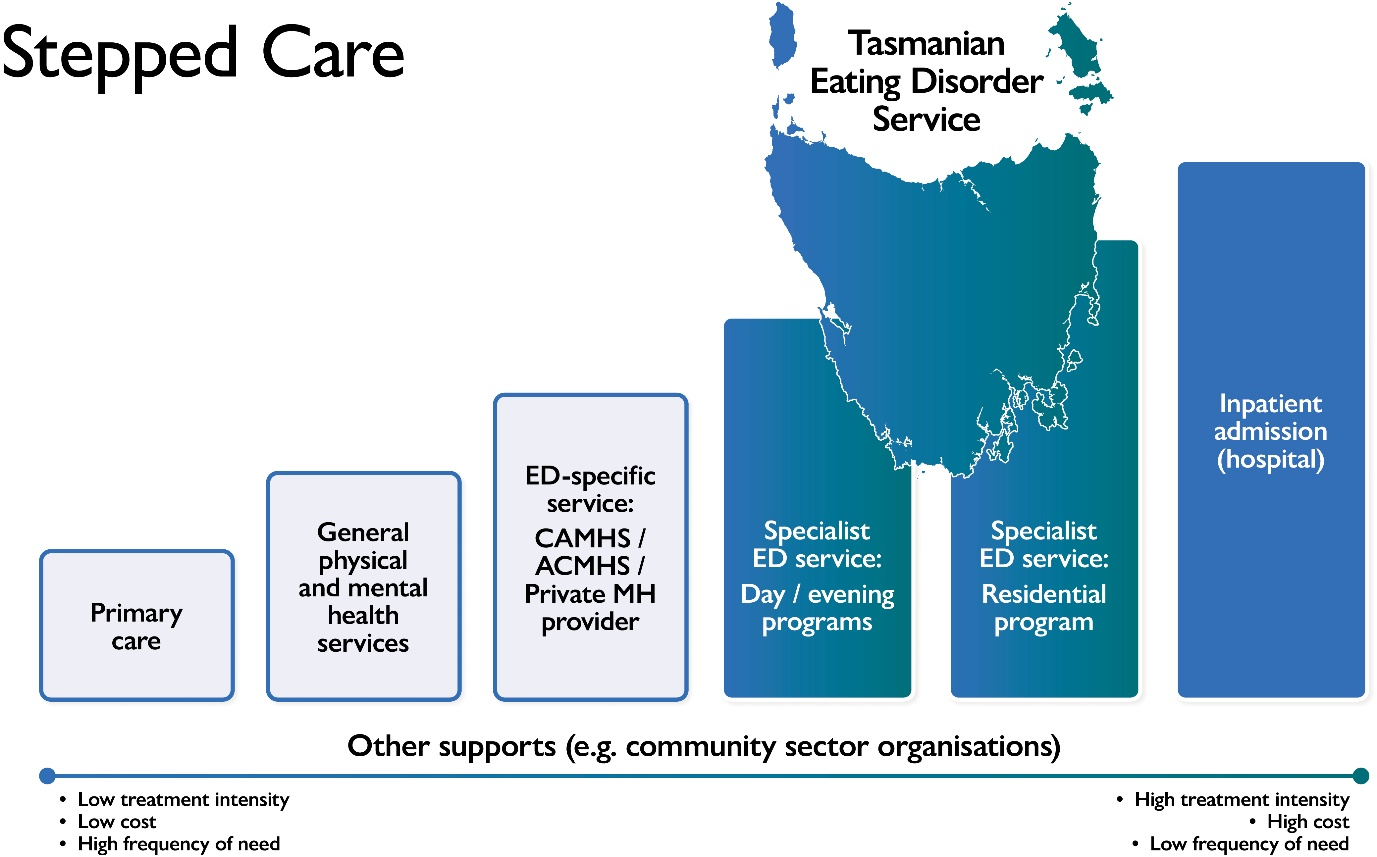 Stepped Care
Tasmanian
Eating Disorder
Service
Primary
care
General
physical
and mental
health
services
ED-specific
service:
CAMHS /
ACMHS /
Private MH
provider
Specialist
ED service:
Day / evening
programs
Specialist
ED service:
Residential
program
Inpatient
admission
(hospital)
Other supports (e.g. community sector organisations)
• Low treatment intensity
• Low cost
• High frequency of need
• High treatment intensity
• High cost
• Low frequency of need